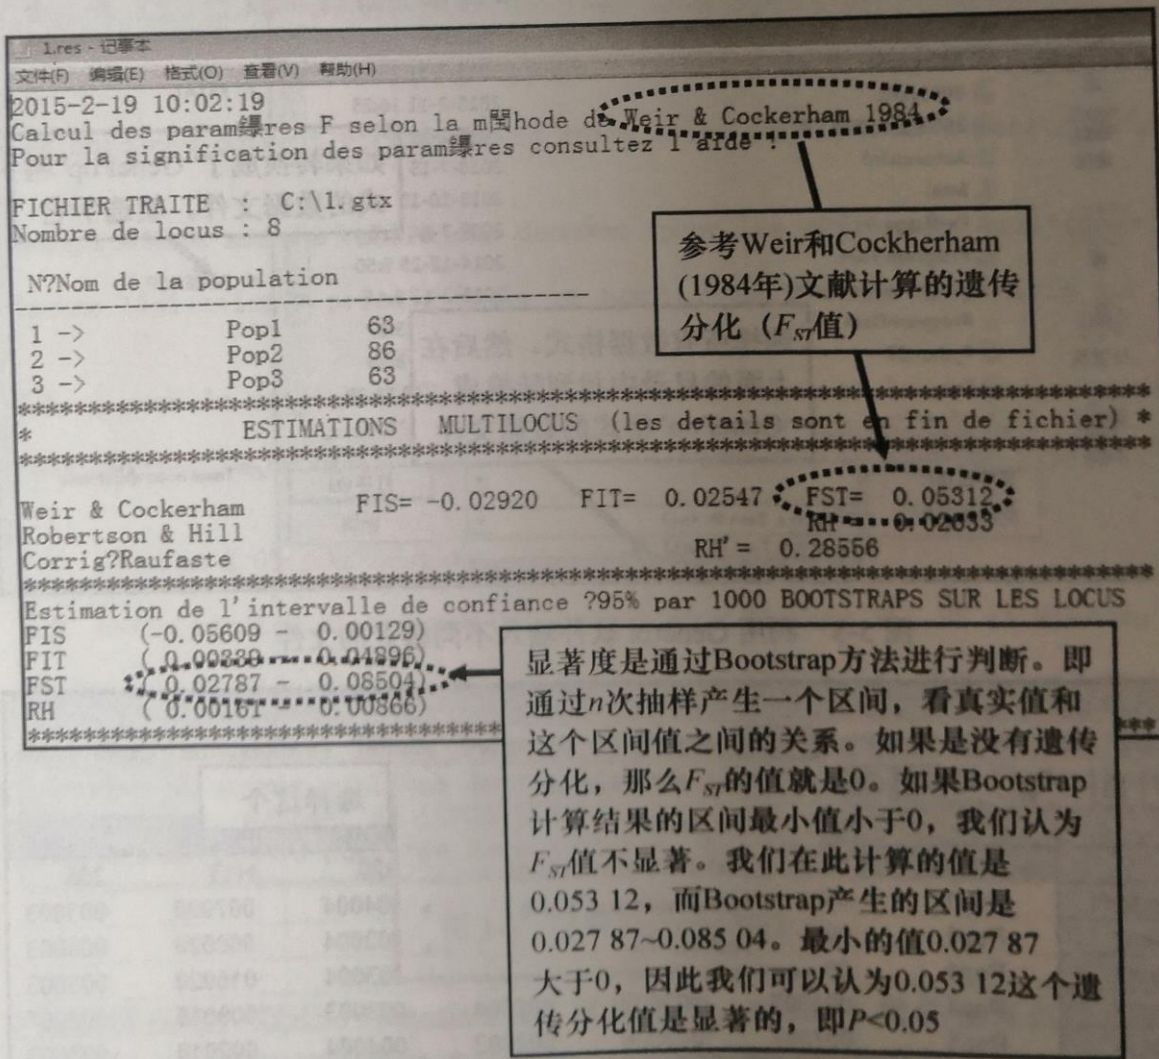 1.res - 记事本
文件(F) 编辑(E) 格式(O) 查看(V) 帮助(H)
2015-2-19 10:02:19
Calcul des param鑼res F selon la m閠hode de Weir & Cockerham 1984
Pour la signification des param鑼res consultez l'aide !
FICHIER TRAITE : C:\1.gtx
Nombre de locus : 8
N?Nom de la population
1 -> Pop1 63
2 -> Pop2 86
3 -> Pop3 63
参考Weir和Cockherham
(1984年)文献计算的遗传
分化（FST值）
* ESTIMATIONS MULTILOCUS (les details sont en fin de fichier) *
Weir & Cockerham FIS= -0.02920 FIT= 0.02547 FST= 0.05312
Robertson & Hill RH = 0.02633
Corrig?Raufaste RH' = 0.28556
Estimation de l'intervalle de confiance ?95% par 1000 BOOTSTRAPS SUR LES LOCUS
FIS (-0.05609 - 0.00129)
FIT ( 0.00339 - 0.04896)
FST ( 0.02787 - 0.08504)
RH ( 0.00161 - 0.00866)
显著度是通过Bootstrap方法进行判断。即
通过n次抽样产生一个区间，看真实值和
这个区间值之间的关系。如果是没有遗传
分化，那么FST的值就是0。如果Bootstrap
计算结果的区间最小值小于0，我们认为
FST值不显著。我们在此计算的值是
0.053 12，而Bootstrap产生的区间是
0.027 87~0.085 04。最小的值0.027 87
大于0，因此我们可以认为0.053 12这个遗
传分化值是显著的，即P<0.05